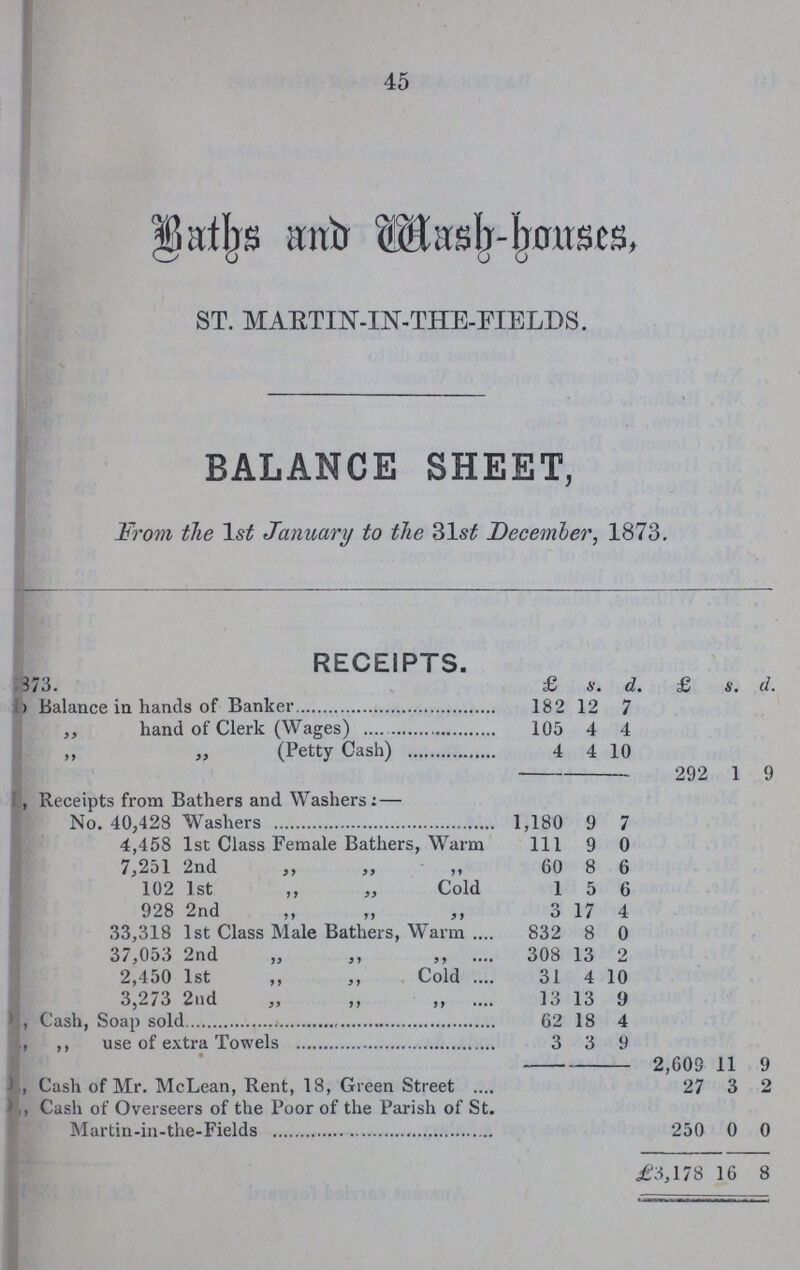 45
Baths and Wash-houses,
ST. MARTIN-IN-THE-FIELDS.
BALANCE SHEET,
From the 1st January to the 31st December, 1873.
RECEIPTS.
873. £ s. d. £ s. d.
Balance in hands of Banker 182 12 7
,, hand of Clerk (Wages) 105 4 4
,, ,, (Petty Cash) 4 4 10
292 1 9
, Receipts from Bathers and Washers:—
No. 40,428 Washers 1,180 9 7
4,458 1st Class Female Bathers, Warm 111 9 0
7,251 2nd ,, ,, ,, 60 8 6
102 1st ,, ,, Cold 1 5 6
928 2nd ,, ,, ,, 3 17 4
33,318 1st Class Male Bathers, Warm .... 832 8 0
37,053 2nd ,, ,, ,, .... 308 13 2
2,450 1st ,, ,, Cold .... 31 4 10
3,273 2nd ,, ,, ,, .... 13 13 9
, Cash, Soap sold 62 18 4
, ,, use of extra Towels 3 3 9
2,609 11 9
, Cash of Mr. McLean, Rent, 18, Green Street .... 27 3 2
,, Cash of Overseers of the Poor of the Parish of St.
Martin-in-the-Fields 250 0 0
£3,178 16 8